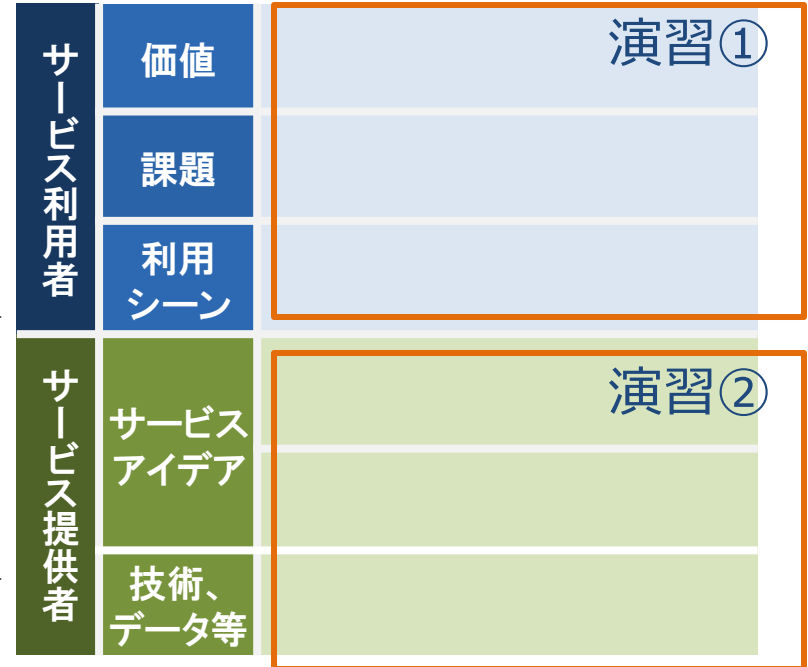 サービス利用者
価値
演習①
課題
利用
シーン
サービス提供者
サービス
アイデア
演習②
技術、
データ等